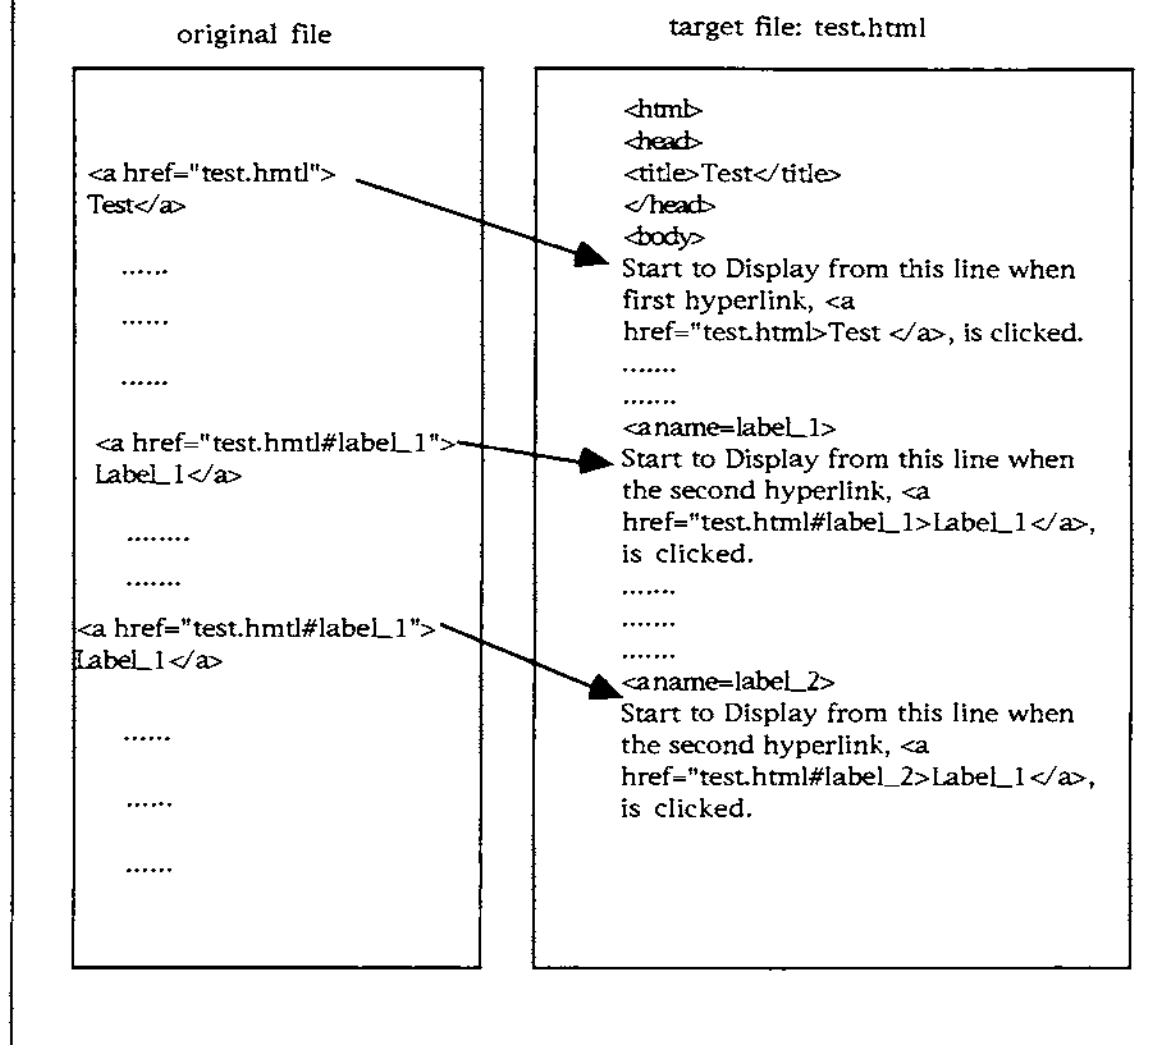 original file
<a href="test.hmtl">
Test</a>
......
......
......
<a href="test.hmtl#label_1">
Label_1</a>
........
.......
<a href="test.hmtl#label_1">
Label_1</a>
......
......
......
target file: test.html
<html>
<head>
<title>Test</title>
</head>
<body>
Start to Display from this line when
first hyperlink, <a
href="test.html>Test </a>, is clicked.
.......
.......
<a name=label_1>
Start to Display from this line when
the second hyperlink, <a
href="test.html#label_1>Label_1</a>,
is clicked.
.......
.......
.......
<a name=label_2>
Start to Display from this line when
the second hyperlink, <a
href="test.html#label_2>Label_1</a>,
is clicked.